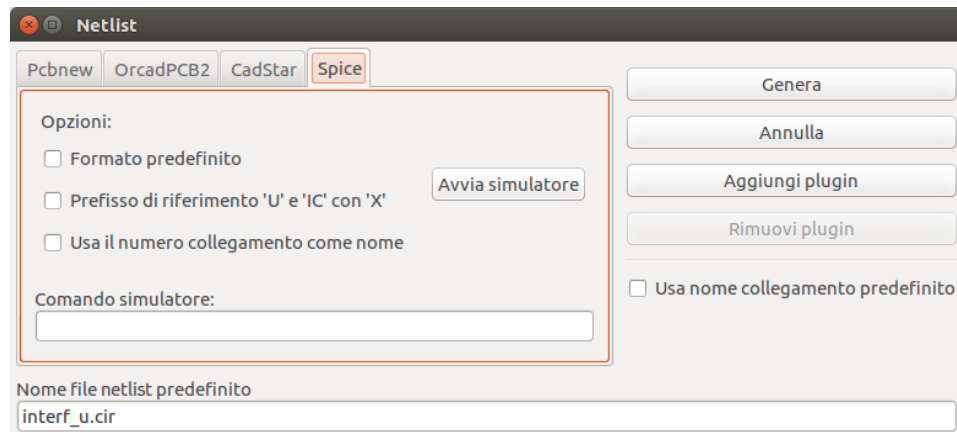 Netlist
Pcbnew OrcadPCB2 CadStar Spice
Opzioni:
Formato predefinito
Prefisso di riferimento 'U' e 'IC' con 'X'
Usa il numero collegamento come nome
Avvia simulatore
Comando simulatore:
Genera
Annulla
Aggiungi plugin
Rimuovi plugin
Usa nome collegamento predefinito
Nome file netlist predefinito
interf_u.cir